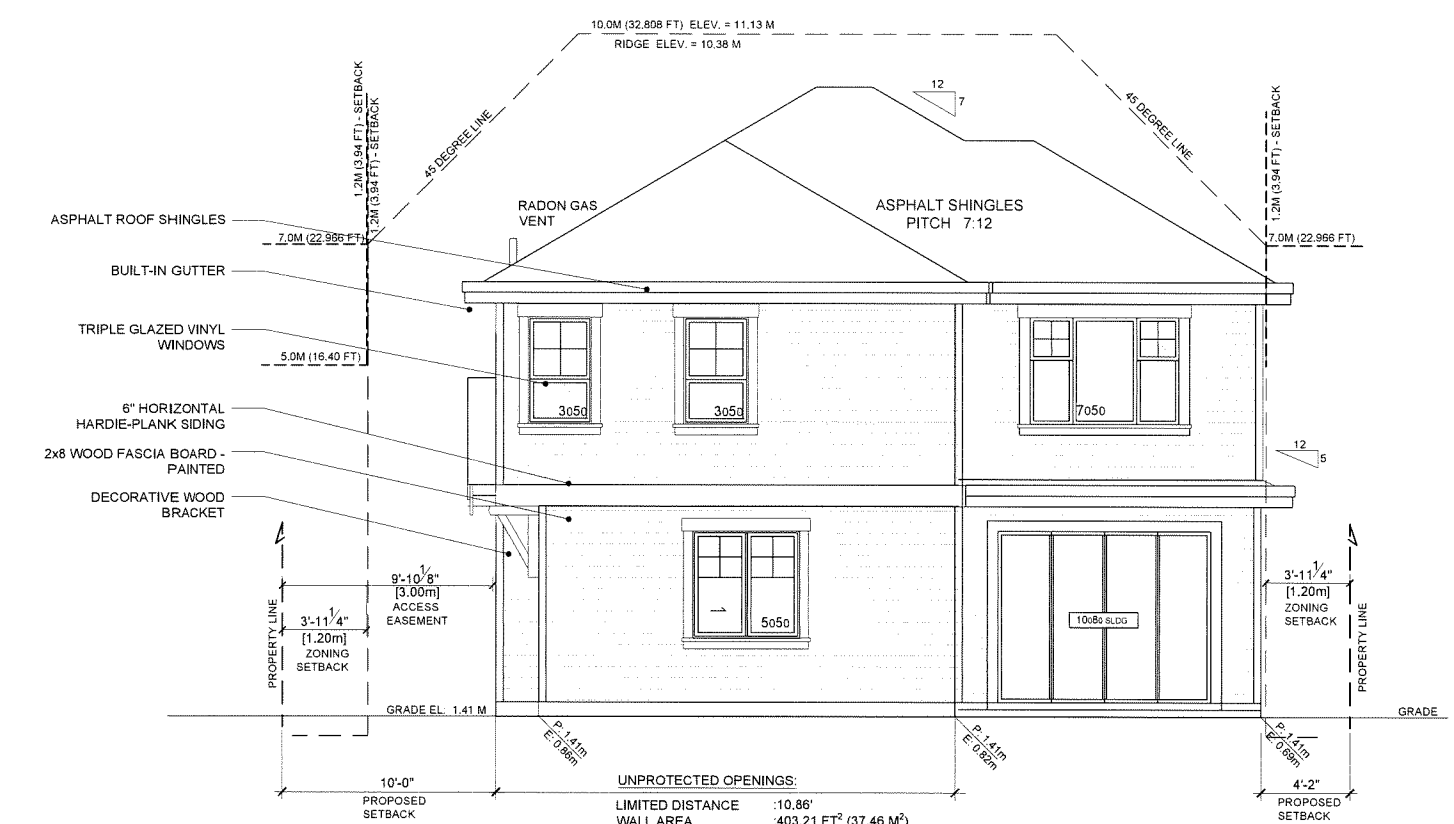 10.0M (32.808 FT) ELEV. = 11.13 M
RIDGE ELEV. = 10.38 M
1.2M (3.94 FT) - SETBACK
1.2M (3.94 FT) - SETBACK
45 DEGREE LINE
12
7
45 DEGREE LINE
1.2M (3.94 FT) - SETBACK
ASPHALT ROOF SHINGLES
RADON GAS
VENT
ASPHALT SHINGLES
PITCH 7:12
7.0M (22.966 FT)
7.0M (22.966 FT)
BUILT-IN GUTTER
TRIPLE GLAZED VINYL
WINDOWS
5.0M (16.40 FT)
3050
3050
7050
6" HORIZONTAL
HARDIE-PLANK SIDING
12
5
2x8 WOOD FASCIA BOARD -
PAINTED
DECORATIVE WOOD
BRACKET
9'-10 1/8"
[3.00m]
ACCESS
EASEMENT
3'-11 1/4"
[1.20m]
ZONING
SETBACK
PROPERTY LINE
5050
10080 SLDG
3'-11 1/4"
[1.20m]
ZONING
SETBACK
PROPERTY LINE
GRADE EL: 1.41 M
GRADE
P: 1.41m
E: 0.86m
P: 1.41m
E: 0.82m
P: 1.41m
E: 0.69m
10'-0"
PROPOSED
SETBACK
4'-2"
PROPOSED
SETBACK
UNPROTECTED OPENINGS:
LIMITED DISTANCE :10.86'
WALL AREA :403.21 FT² (37.46 M²)